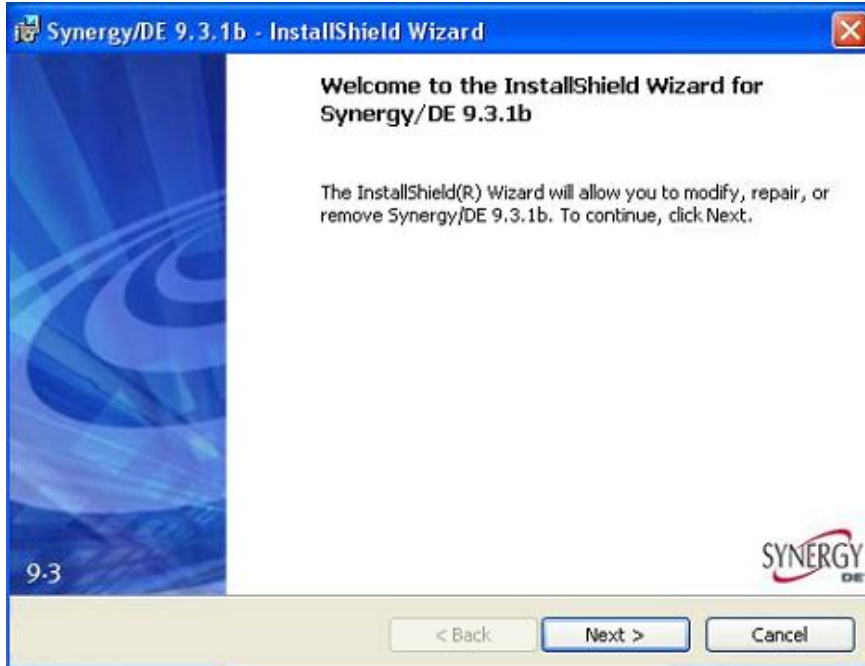 Synergy/DE 9.3.1b - InstallShield Wizard
Welcome to the InstallShield Wizard for
Synergy/DE 9.3.1b
The InstallShield(R) Wizard will allow you to modify, repair, or
remove Synergy/DE 9.3.1b. To continue, click Next.
9.3
SYNERGY
DE
< Back
Next >
Cancel